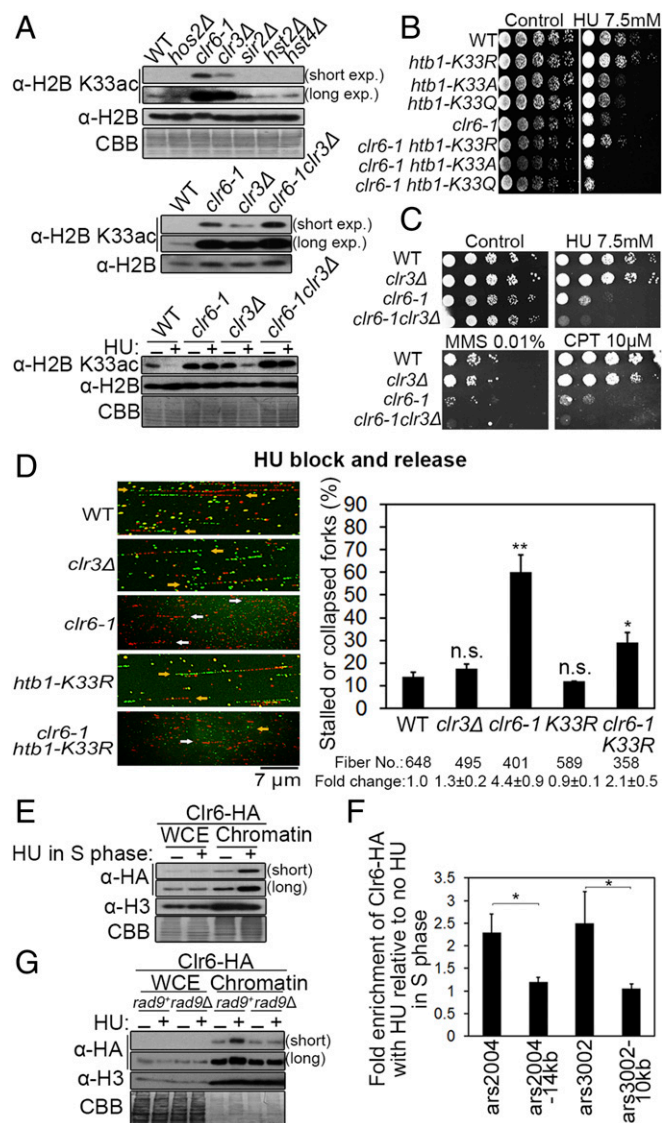 A
WT
hos2Δ
clr6-1
clr3Δ
sir2Δ
hst2Δ
hst4Δ
α-H2B K33ac
(short exp.)
(long exp.)
α-H2B
CBB
WT
clr6-1
clr3Δ
clr6-1clr3Δ
α-H2B K33ac
(short exp.)
(long exp.)
α-H2B
WT
clr6-1
clr3Δ
clr6-1clr3Δ
HU: − + − + − + − +
α-H2B K33ac
α-H2B
CBB
B
Control HU 7.5mM
WT
htb1-K33R
htb1-K33A
htb1-K33Q
clr6-1
clr6-1 htb1-K33R
clr6-1 htb1-K33A
clr6-1 htb1-K33Q
C
Control HU 7.5mM
WT
clr3Δ
clr6-1
clr6-1clr3Δ
MMS 0.01% CPT 10µM
WT
clr3Δ
clr6-1
clr6-1clr3Δ
D
HU block and release
WT
clr3Δ
clr6-1
htb1-K33R
clr6-1
htb1-K33R
7 µm
Stalled or collapsed forks (%)
90
80
70
60
50
40
30
20
10
0
n.s.
**
n.s.
*
WT clr3Δ clr6-1 K33R clr6-1
K33R
Fiber No.:648 495 401 589 358
Fold change:1.0 1.3±0.2 4.4±0.9 0.9±0.1 2.1±0.5
E
Clr6-HA
WCE Chromatin
HU in S phase: − + − +
α-HA
(short)
(long)
α-H3
CBB
F
Fold enrichment of Clr6-HA
with HU relative to no HU
in S phase
3.5
3
2.5
2
1.5
1
0.5
0
*
*
ars2004
ars2004
-14kb
ars3002
ars3002-
10kb
G
Clr6-HA
WCE Chromatin
rad9+ rad9Δ rad9+ rad9Δ
HU: − + − + − + − +
α-HA
(short)
(long)
α-H3
CBB